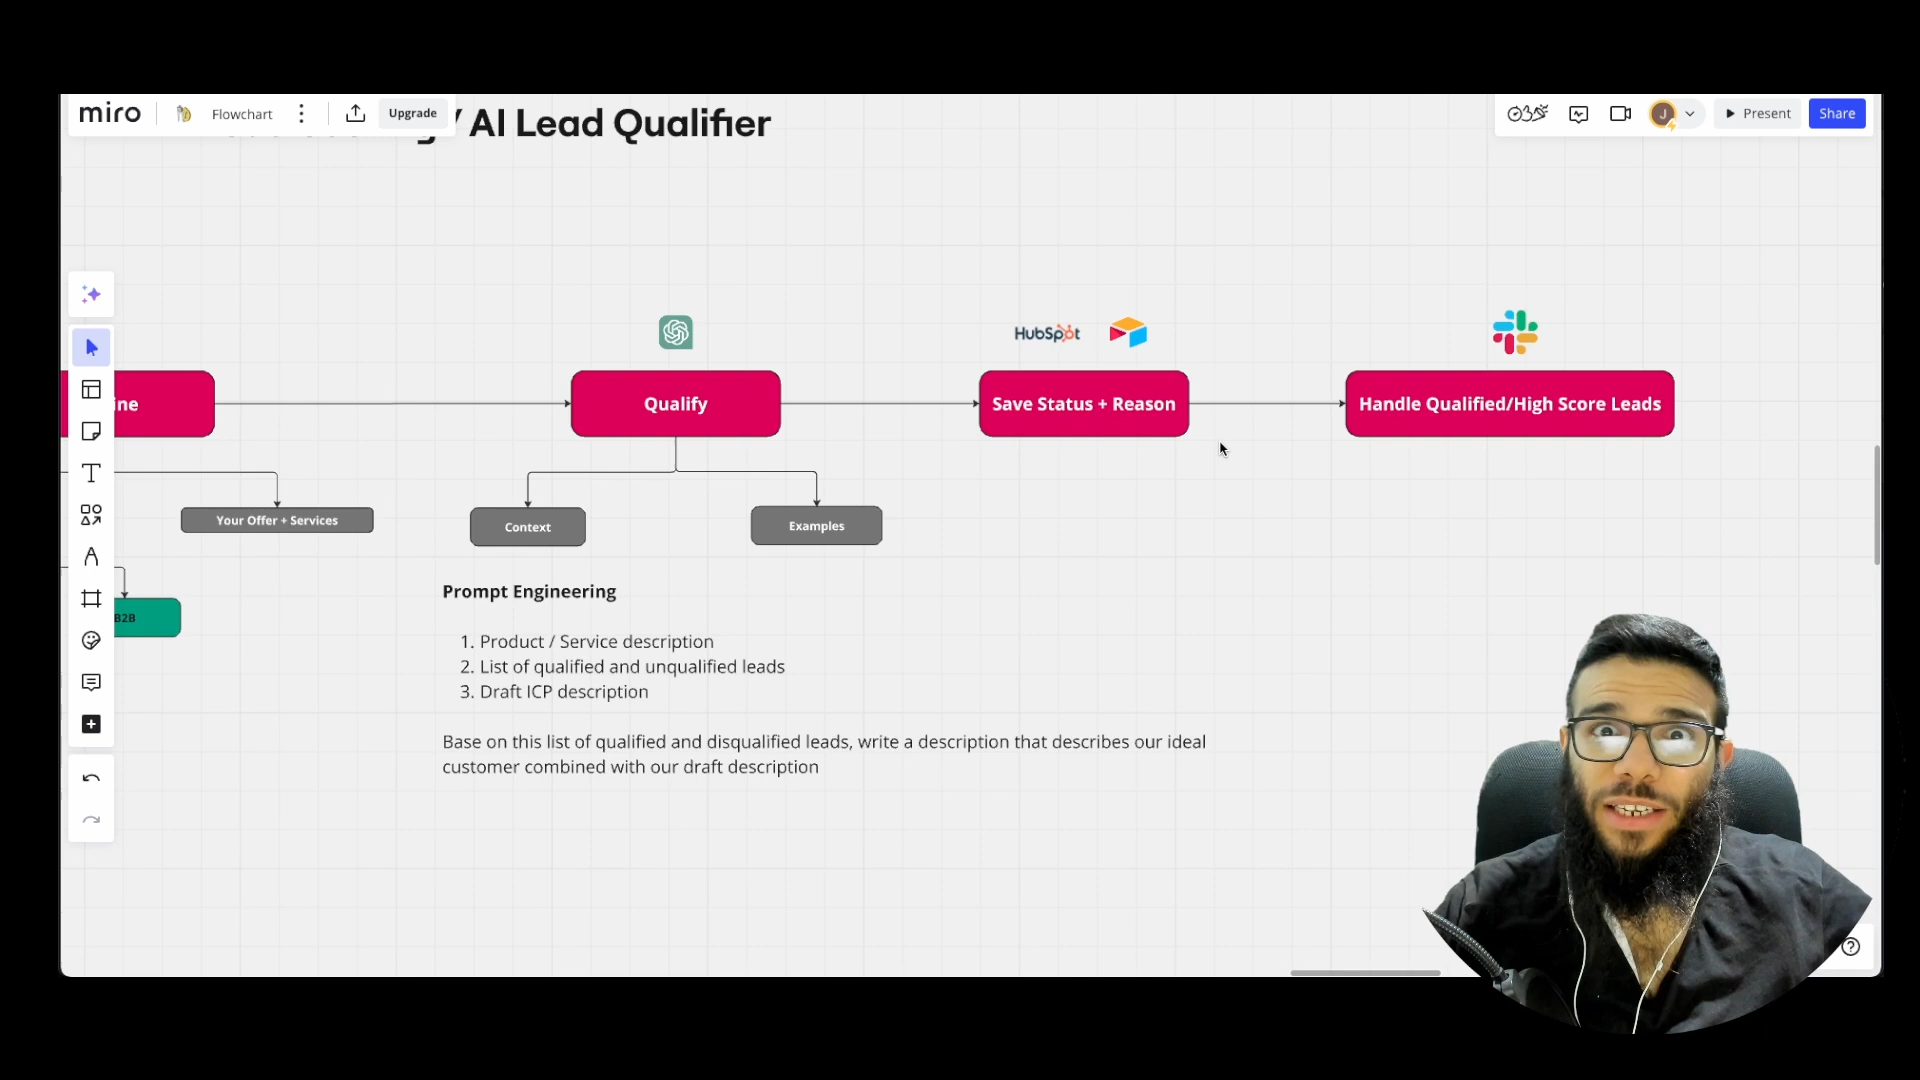 miro
Flowchart
Upgrade
/ AI Lead Qualifier
J
Present
Share
HubSpot
ine
Qualify
Save Status + Reason
Handle Qualified/High Score Leads
Your Offer + Services
Context
Examples
B2B
Prompt Engineering
1. Product / Service description
2. List of qualified and unqualified leads
3. Draft ICP description
Base on this list of qualified and disqualified leads, write a description that describes our ideal
customer combined with our draft description